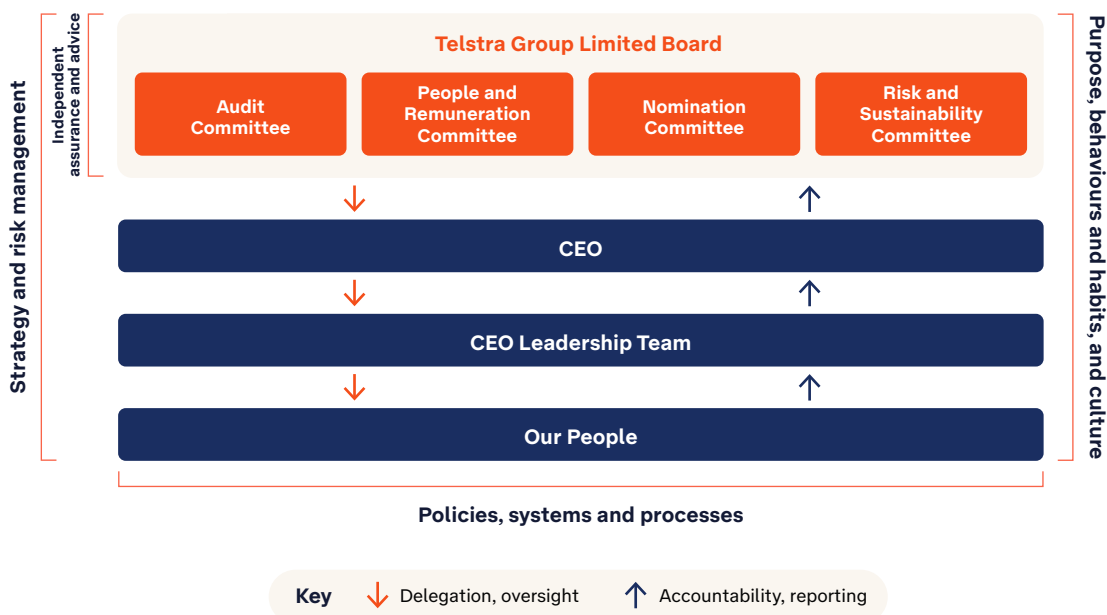 Strategy and risk management
Independent
assurance and advice
Telstra Group Limited Board
Audit
Committee
People and
Remuneration
Committee
Nomination
Committee
Risk and
Sustainability
Committee
CEO
CEO Leadership Team
Our People
Purpose, behaviours and habits, and culture
Policies, systems and processes
Key
Delegation, oversight
Accountability, reporting